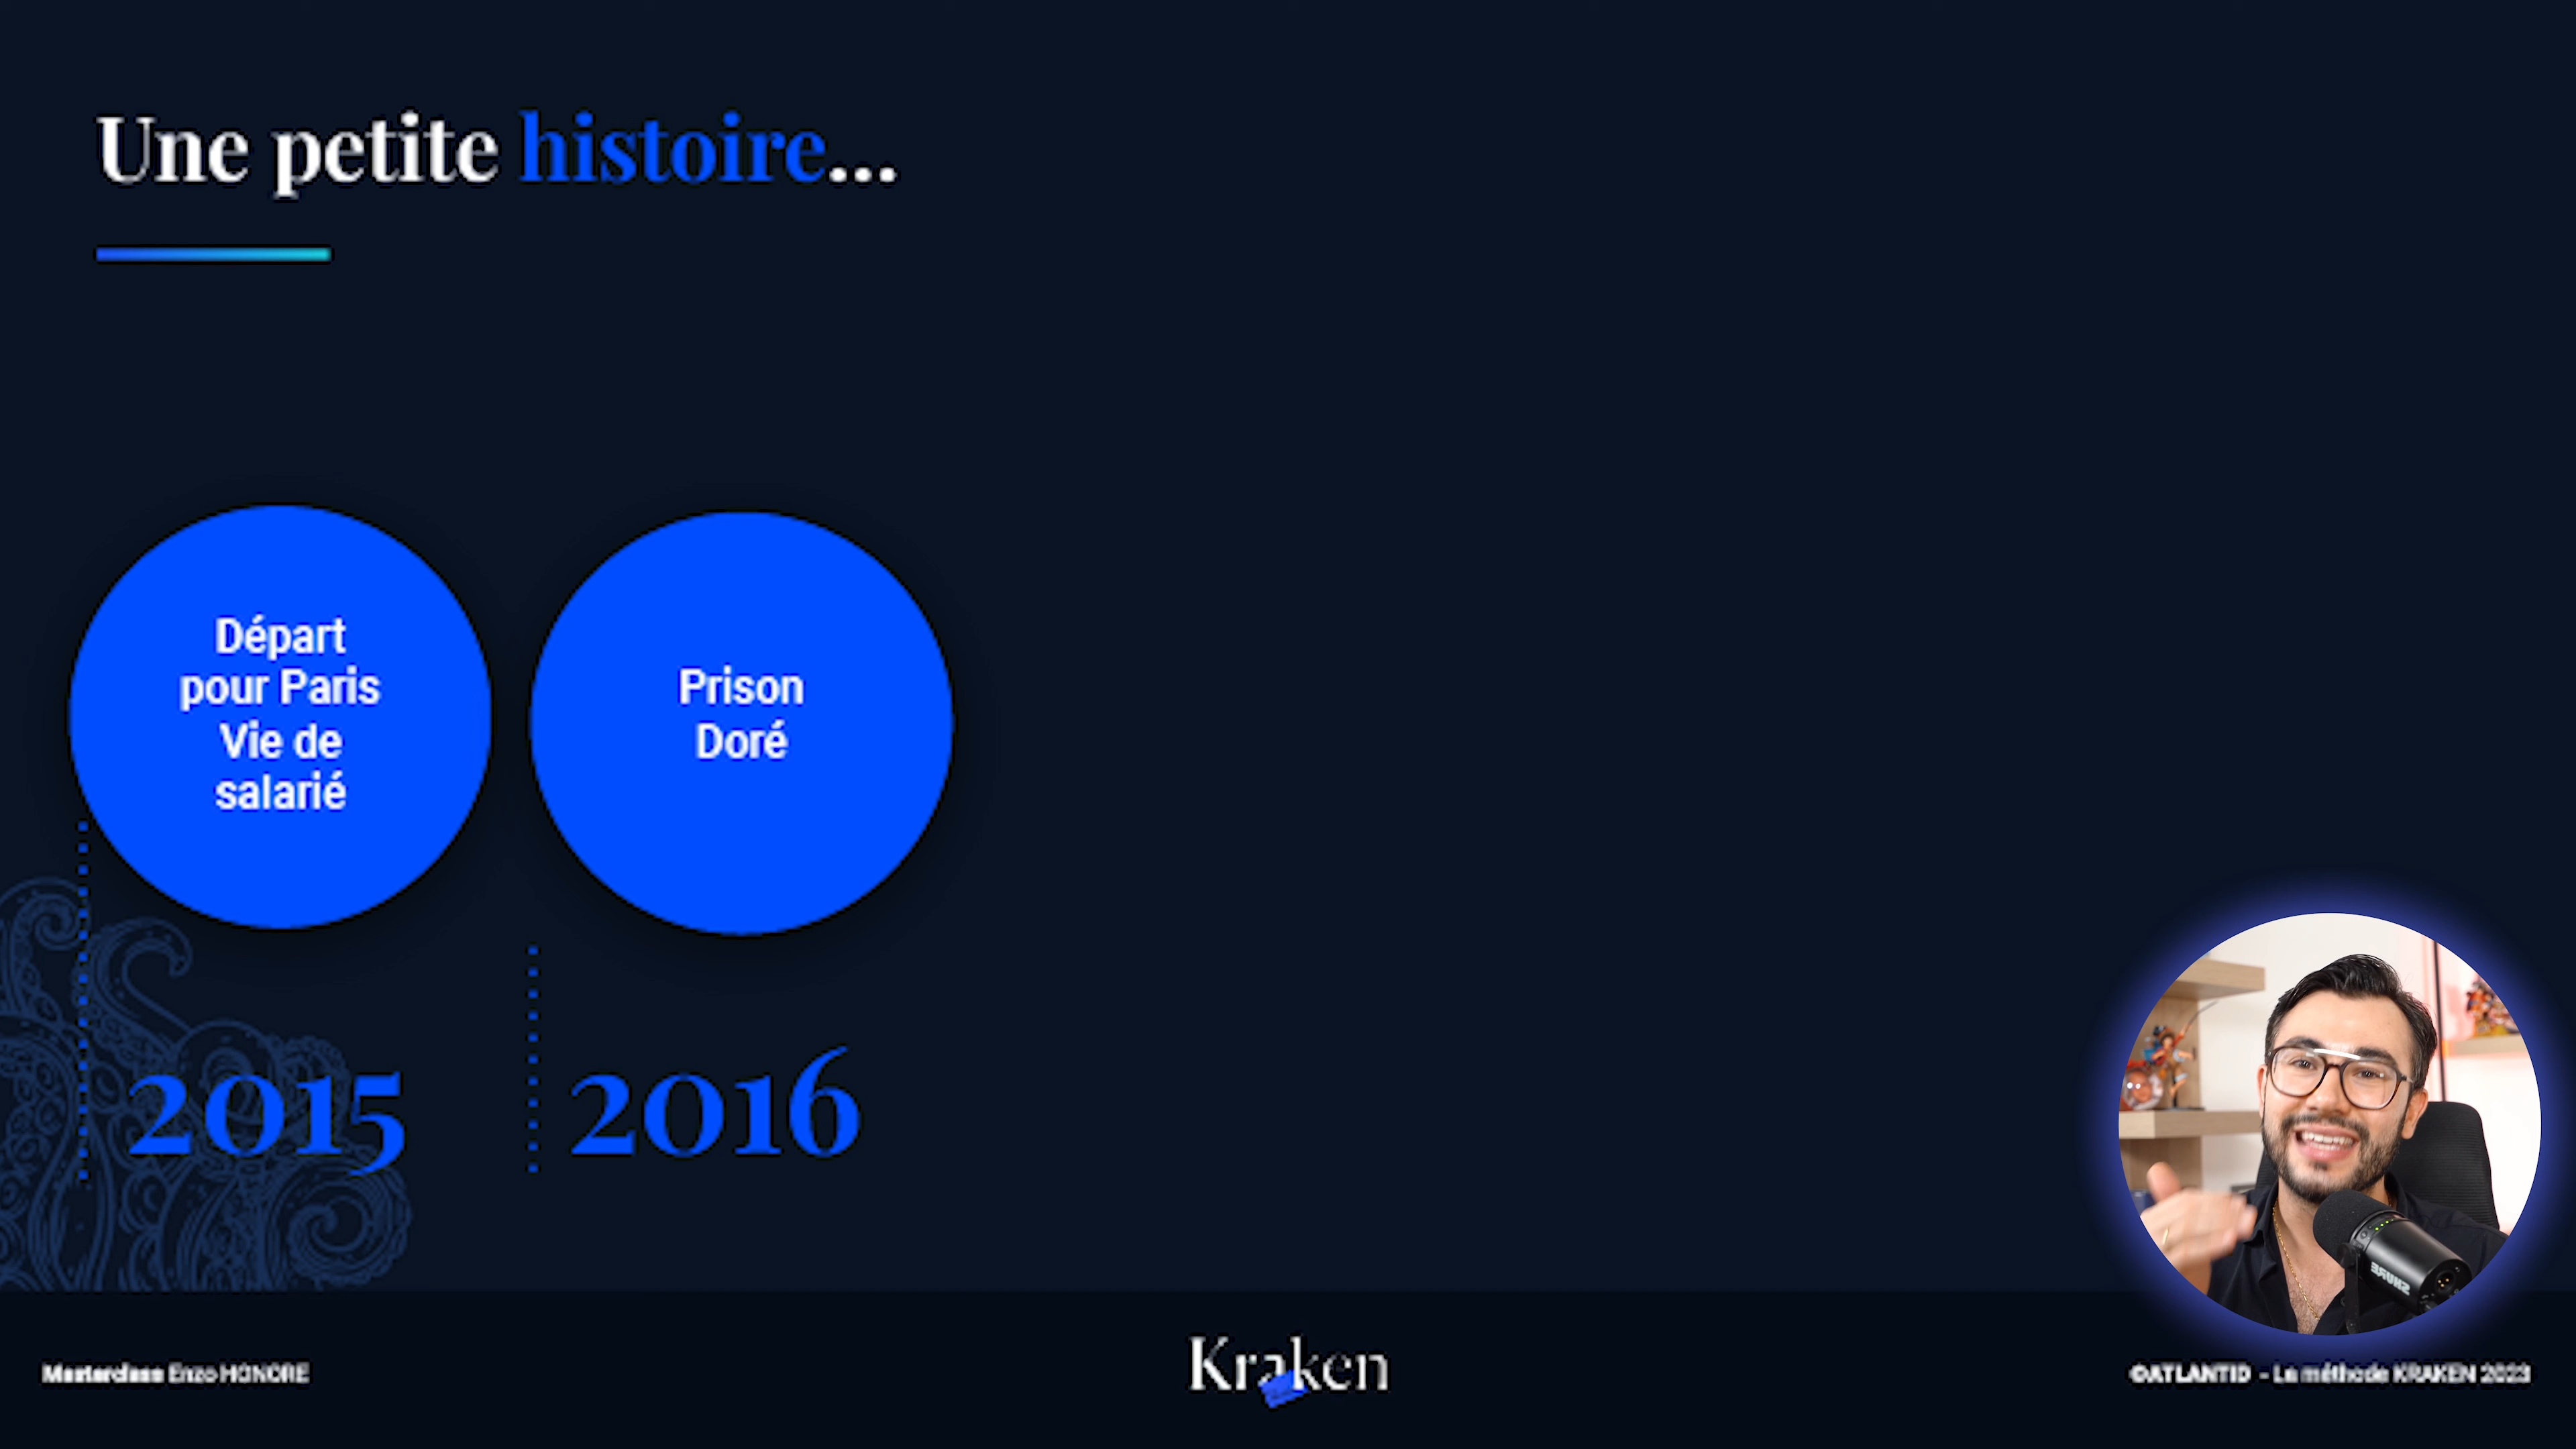 Une petite histoire...
Départ
pour Paris
Vie de
salarié
Prison
Doré
2015
2016
SHURE
Masterclass Enzo HONORE
Kraken
©ATLANTID - La méthode KRAKEN 2023